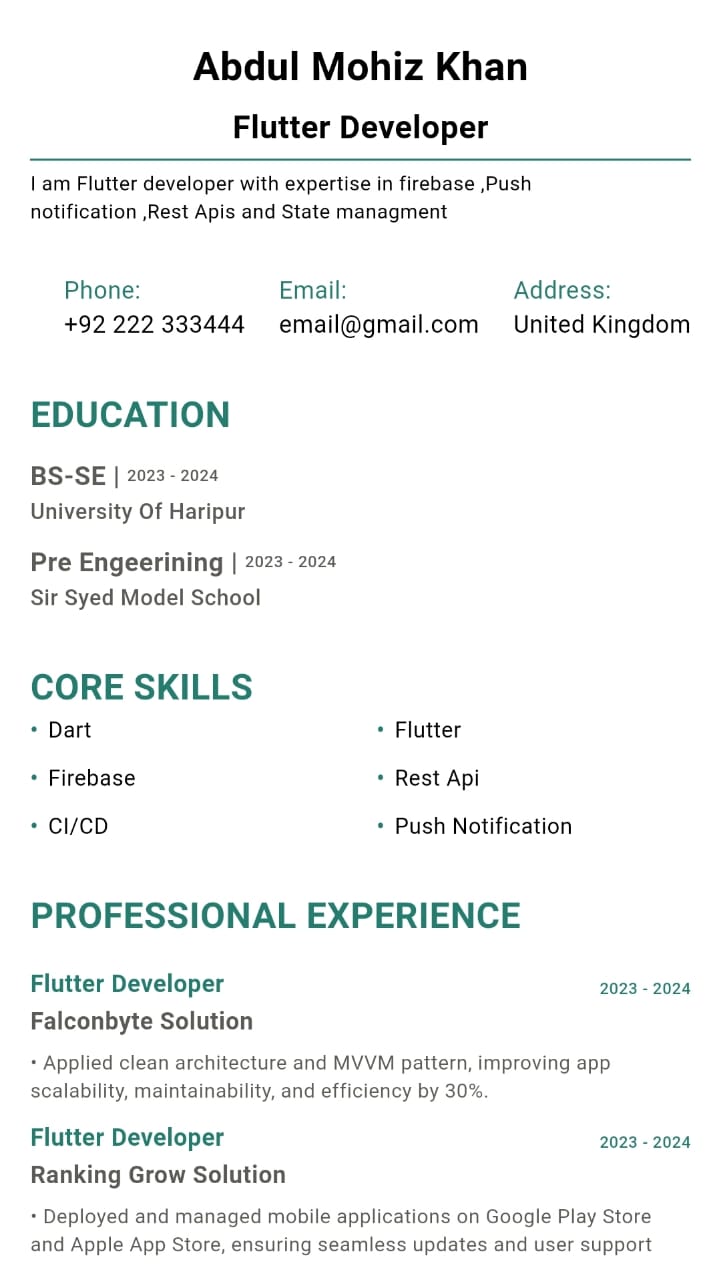 Abdul Mohiz Khan
Flutter Developer
I am Flutter developer with expertise in firebase ,Push
notification ,Rest Apis and State managment
Phone: Email: Address:
+92 222 333444 email@gmail.com United Kingdom
EDUCATION
BS-SE | 2023 - 2024
University Of Haripur
Pre Engeerining | 2023 - 2024
Sir Syed Model School
CORE SKILLS
• Dart • Flutter
• Firebase • Rest Api
• CI/CD • Push Notification
PROFESSIONAL EXPERIENCE
Flutter Developer 2023 - 2024
Falconbyte Solution
• Applied clean architecture and MVVM pattern, improving app
scalability, maintainability, and efficiency by 30%.
Flutter Developer 2023 - 2024
Ranking Grow Solution
• Deployed and managed mobile applications on Google Play Store
and Apple App Store, ensuring seamless updates and user support